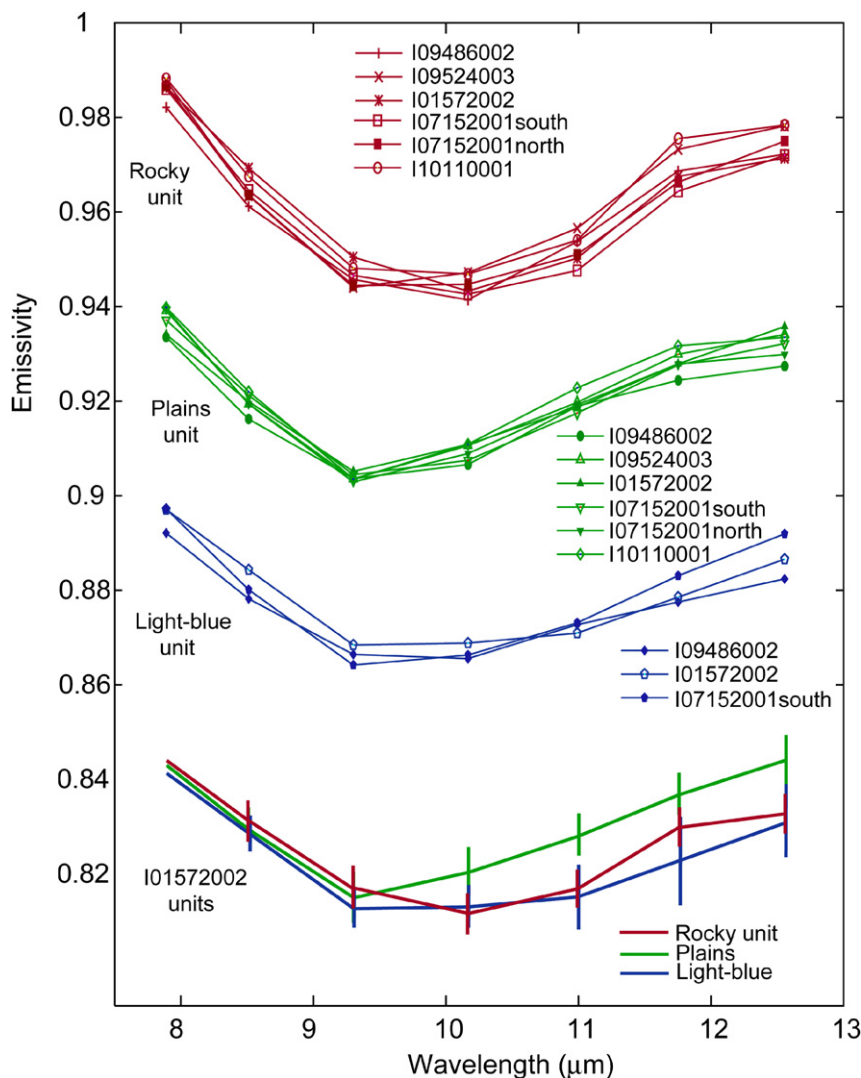 1
0.98
0.96
0.94
0.92
0.9
0.88
0.86
0.84
0.82
Emissivity
I09486002
I09524003
I01572002
I07152001south
I07152001north
I10110001
Rocky
unit
Plains
unit
I09486002
I09524003
I01572002
I07152001south
I07152001north
I10110001
Light-blue
unit
I09486002
I01572002
I07152001south
I01572002
units
Rocky unit
Plains
Light-blue
8 9 10 11 12 13
Wavelength (μm)